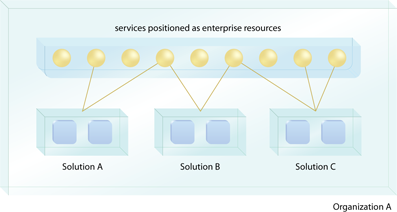 services positioned as enterprise resources
Solution A
Solution B
Solution C
Organization A